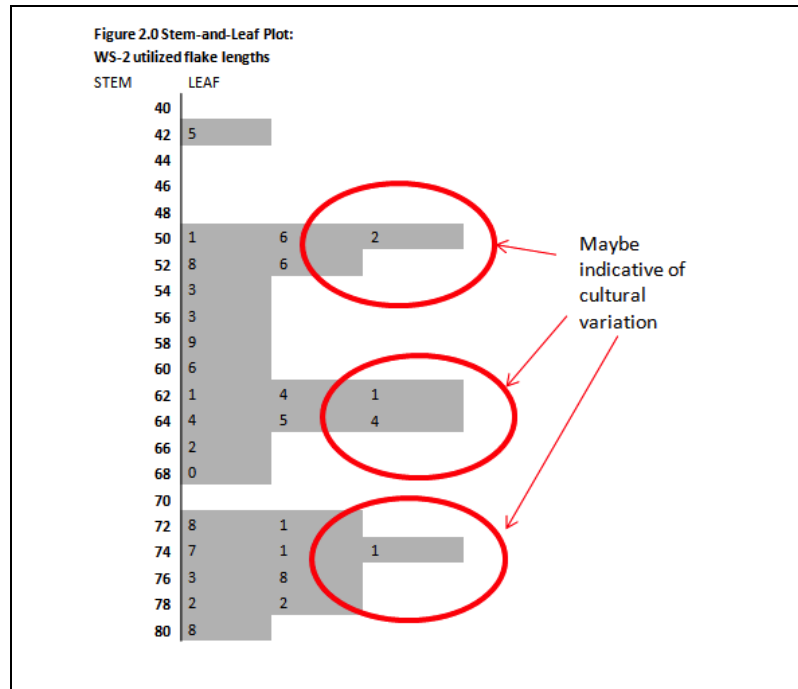 Figure 2.0 Stem-and-Leaf Plot:
WS-2 utilized flake lengths
STEM LEAF
40
42 5
44
46
48
50 1 6 2
52 8 6
54 3
56 3
58 9
60 6
62 1 4 1
64 4 5 4
66 2
68 0
70
72 8 1
74 7 1 1
76 3 8
78 2 2
80 8
Maybe
indicative of
cultural
variation